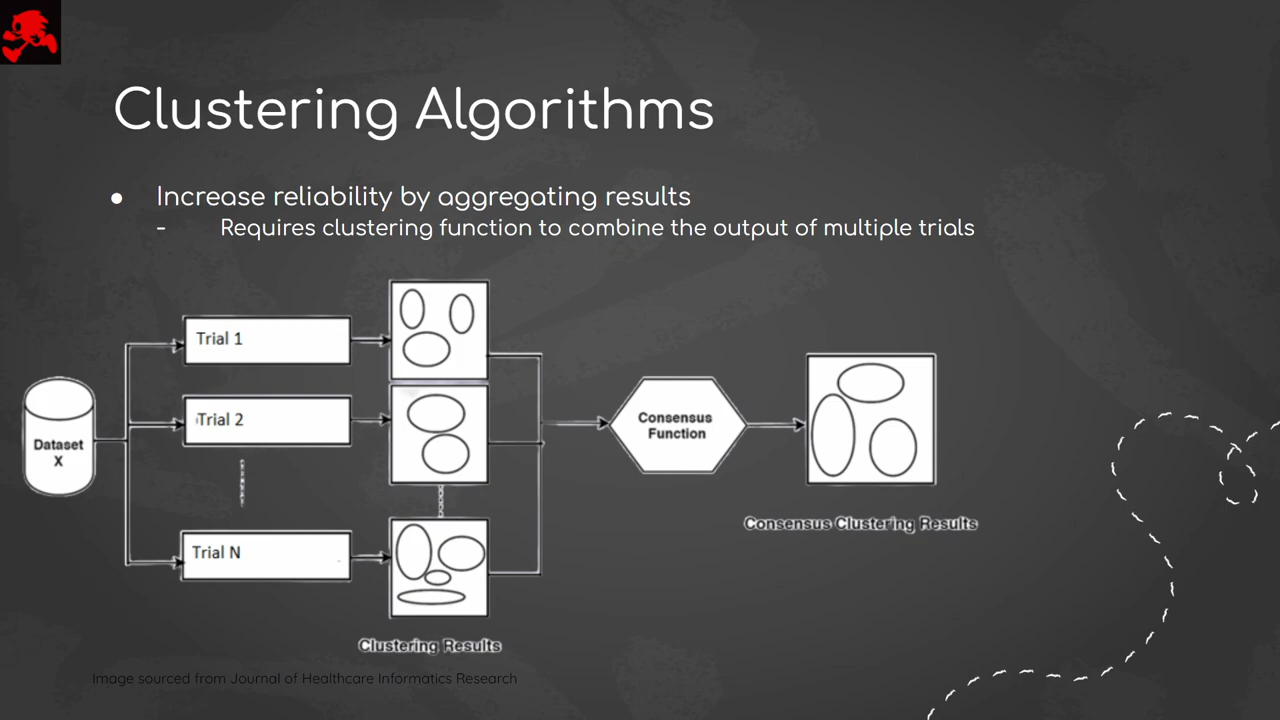 Clustering Algorithms
● Increase reliability by aggregating results
- Requires clustering function to combine the output of multiple trials
Trial 1
Trial 2
Dataset
X
Trial N
Consensus
Function
Consensus Clustering Results
Clustering Results
Image sourced from Journal of Healthcare Informatics Research